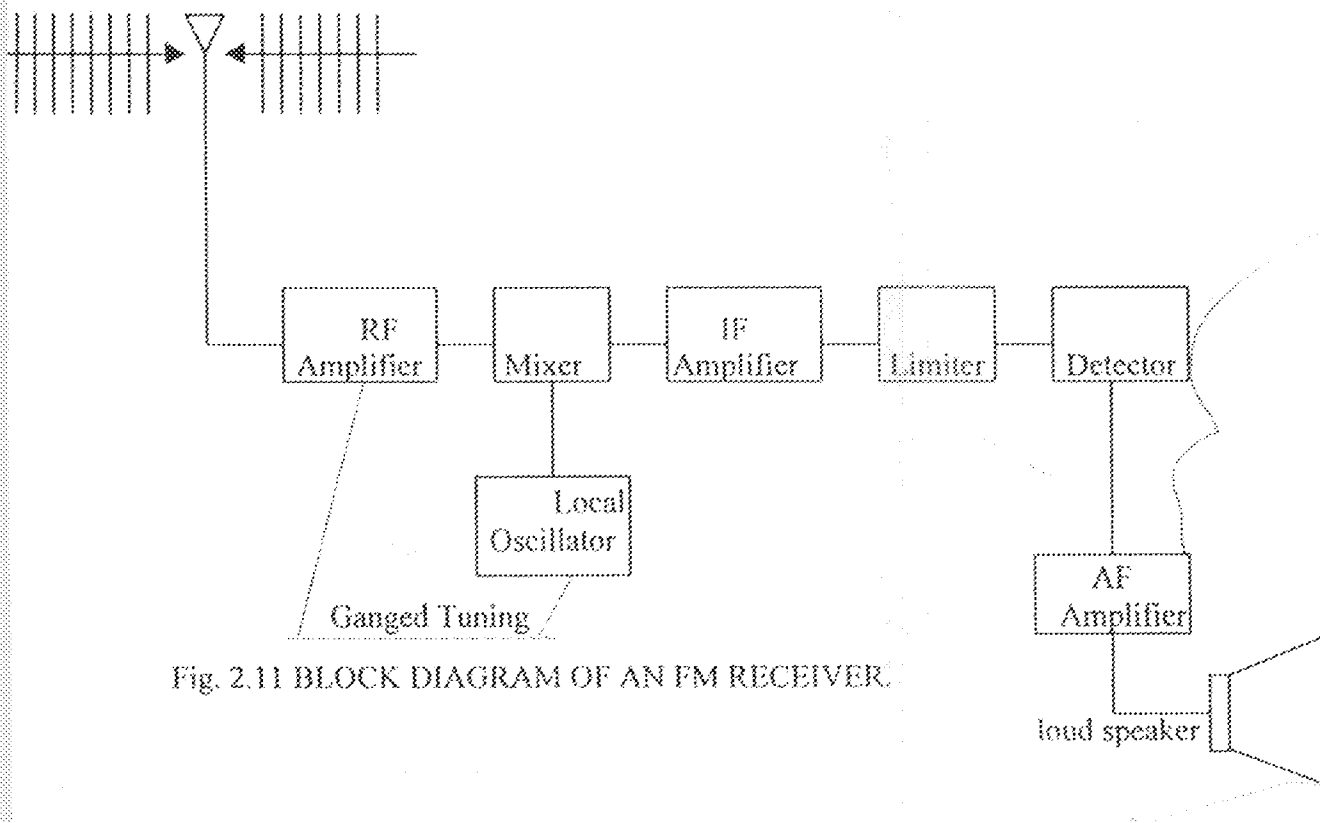 RF
Amplifier
Mixer
IF
Amplifier
Limiter
Detector
Local
Oscillator
Ganged Tuning
AF
Amplifier
loud speaker
Fig. 2.11 BLOCK DIAGRAM OF AN FM RECEIVER.